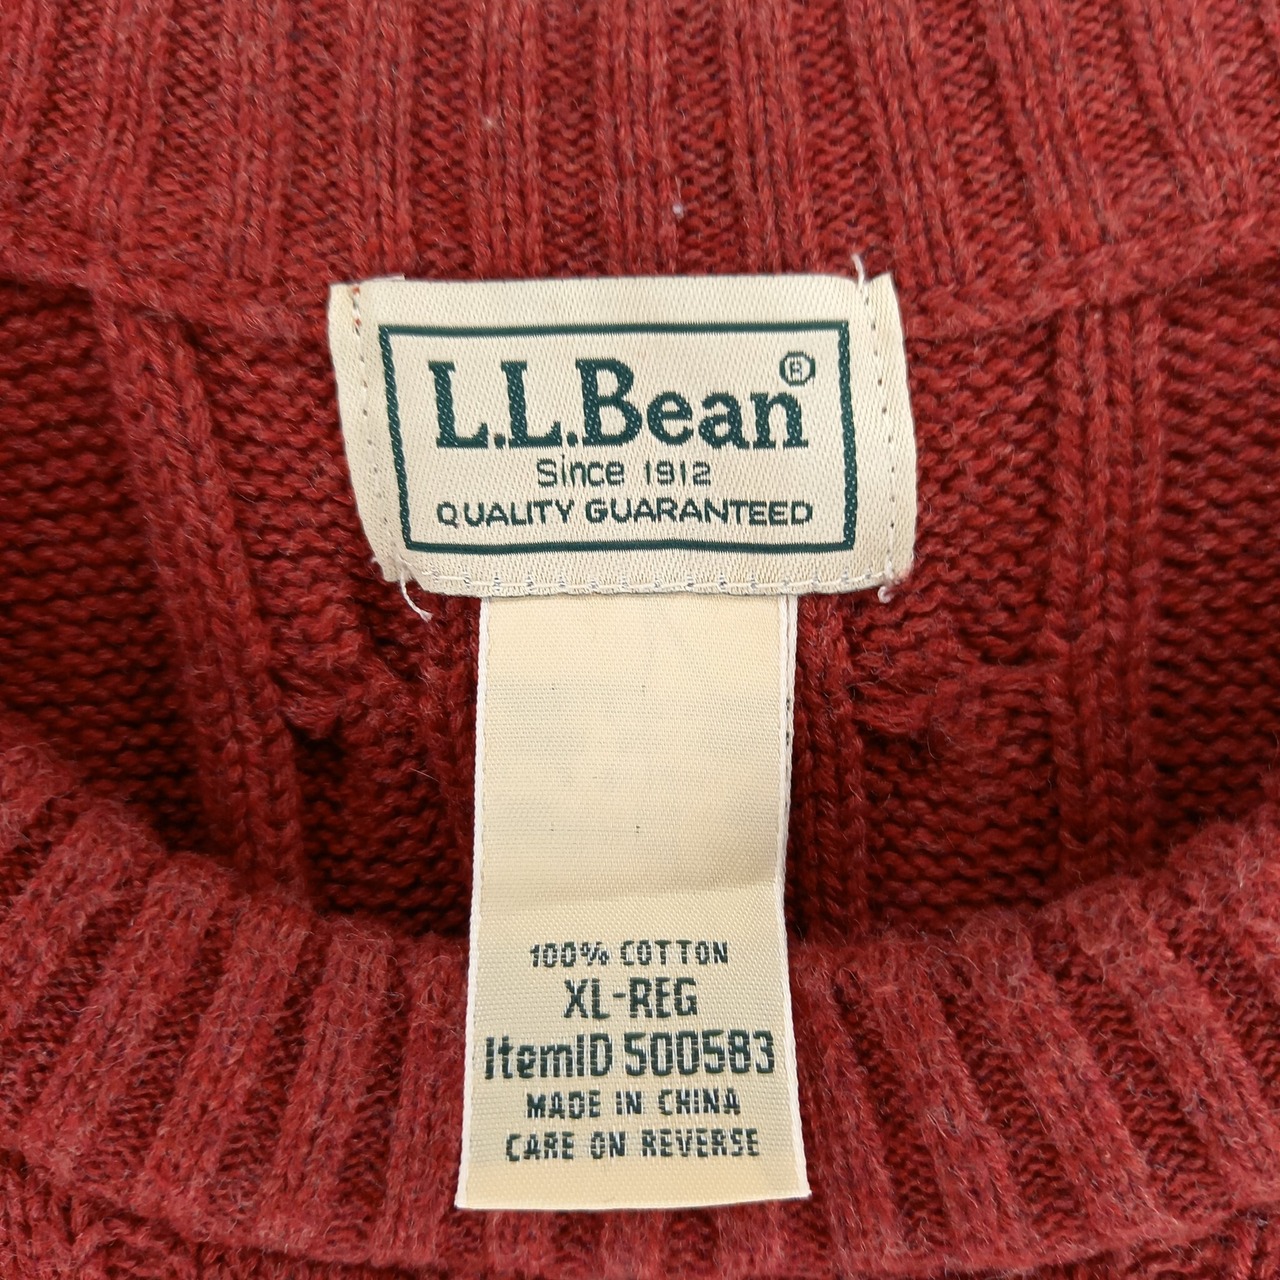 L.L.Bean®
Since 1912
QUALITY GUARANTEED
100% COTTON
XL-REG
ItemID 500583
MADE IN CHINA
CARE ON REVERSE